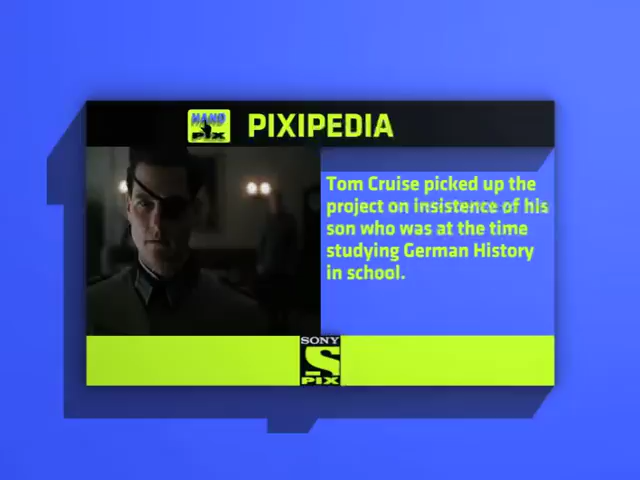 HAND
PIX
PIXIPEDIA
Tom Cruise picked up the
project on insistence of his
son who was at the time
studying German History
in school.
SONY
S
PIX